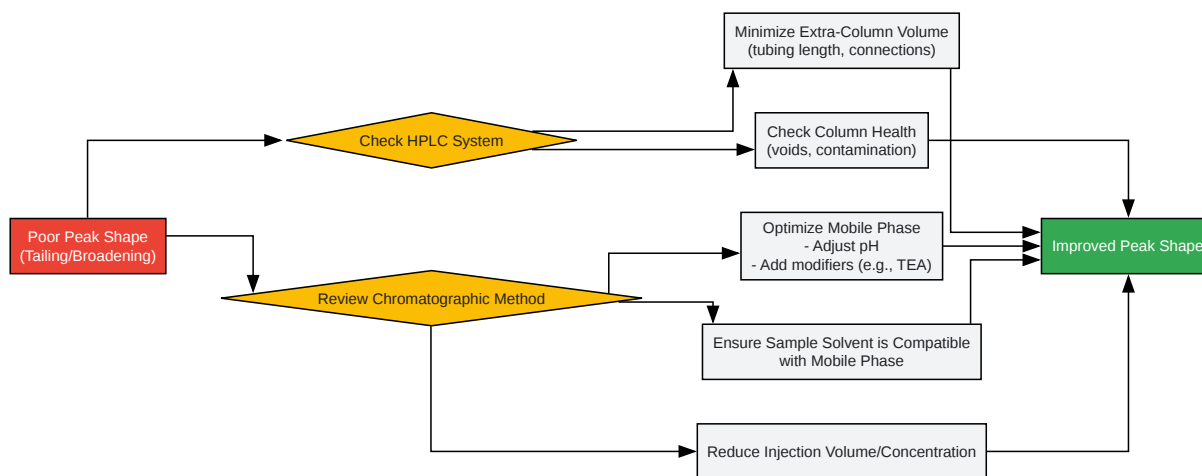 Minimize Extra-Column Volume
(tubing length, connections)
Check HPLC System
Check Column Health
(voids, contamination)
Poor Peak Shape
(Tailing/Broadening)
Optimize Mobile Phase
- Adjust pH
- Add modifiers (e.g., TEA)
Improved Peak Shape
Review Chromatographic Method
Ensure Sample Solvent is Compatible
with Mobile Phase
Reduce Injection Volume/Concentration